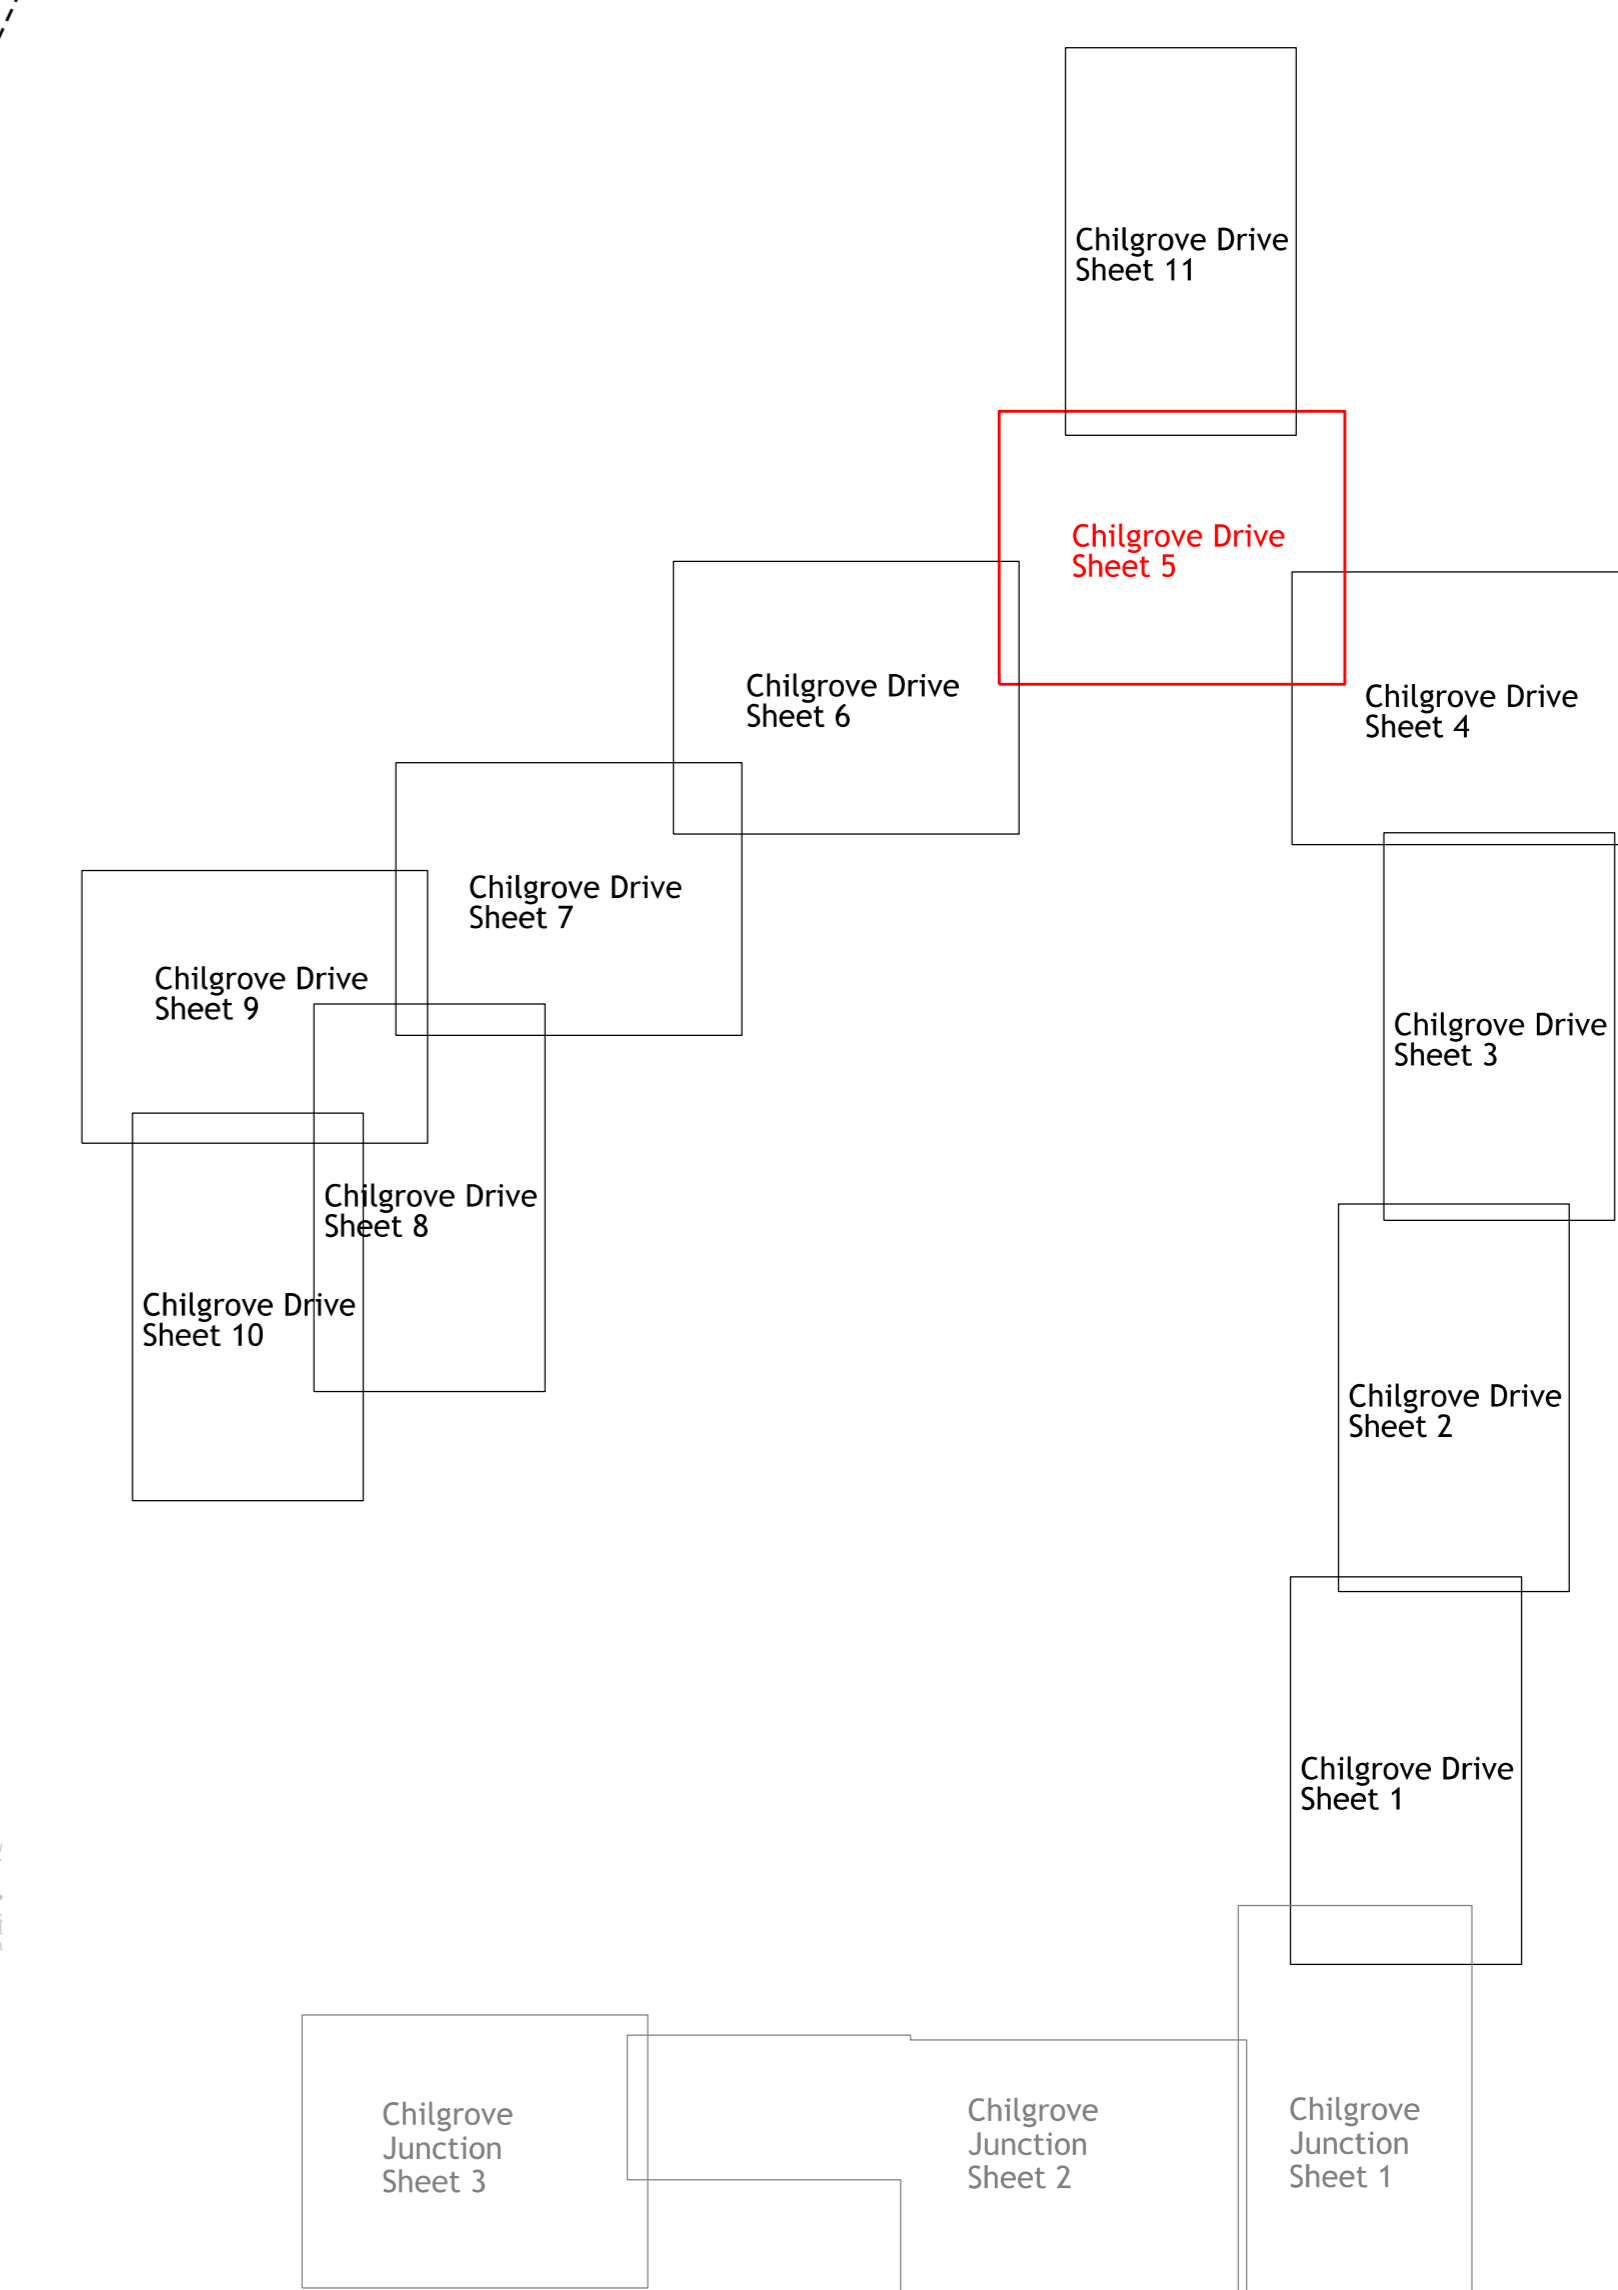 Chilgrove Drive
Sheet 11
Chilgrove Drive
Sheet 5
Chilgrove Drive
Sheet 6
Chilgrove Drive
Sheet 4
Chilgrove Drive
Sheet 7
Chilgrove Drive
Sheet 9
Chilgrove Drive
Sheet 3
Chilgrove Drive
Sheet 8
Chilgrove Drive
Sheet 10
Chilgrove Drive
Sheet 2
Chilgrove Drive
Sheet 1
Chilgrove
Junction
Sheet 3
Chilgrove
Junction
Sheet 2
Chilgrove
Junction
Sheet 1